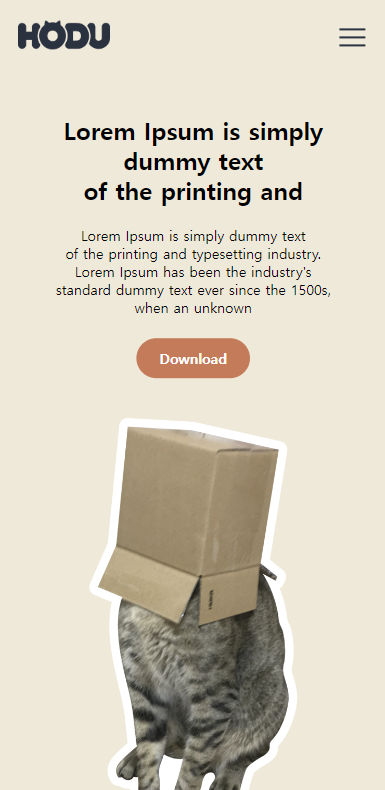 HODU
Lorem Ipsum is simply
dummy text
of the printing and
Lorem Ipsum is simply dummy text
of the printing and typesetting industry.
Lorem Ipsum has been the industry's
standard dummy text ever since the 1500s,
when an unknown
Download